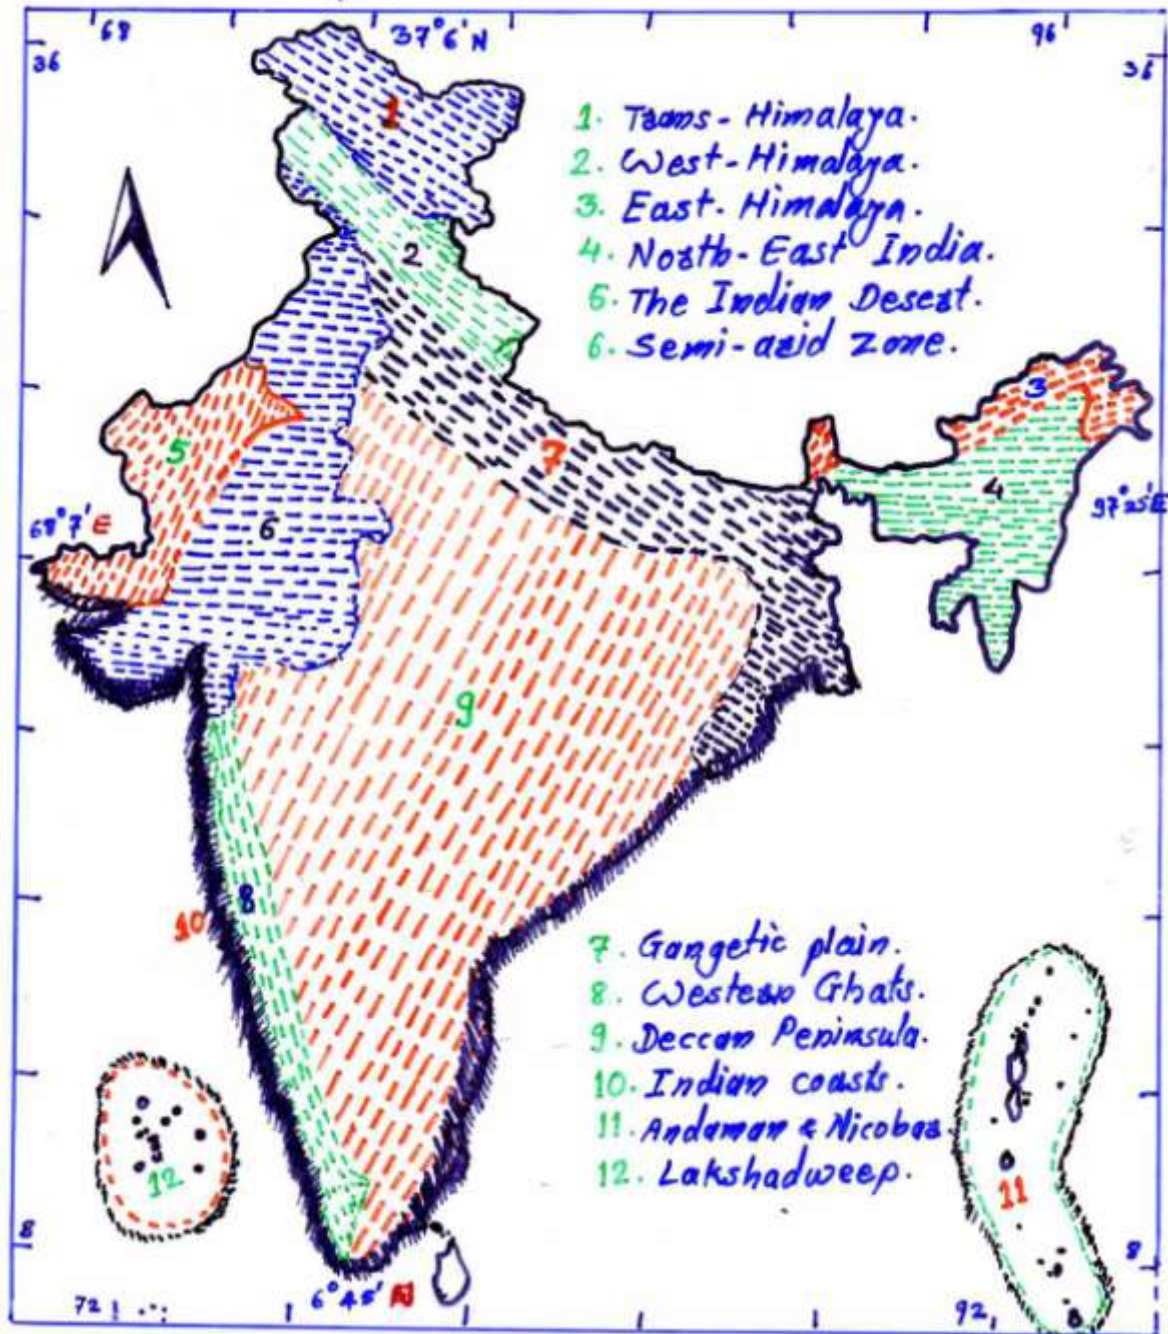 68 37°6'N 96
36 36
1
1. Trans-Himalaya.
2. West-Himalaya.
3. East-Himalaya.
4. North-East India.
5. The Indian Desert.
6. Semi-arid Zone.
2
3
5
7
4
68°7' E
97°25'E
6
9
8
10
7. Gangetic plain.
8. Western Ghats.
9. Deccan Peninsula.
10. Indian coasts.
11. Andaman & Nicobar
12. Lakshadweep.
12
11
8 8
72 6°45' N 92